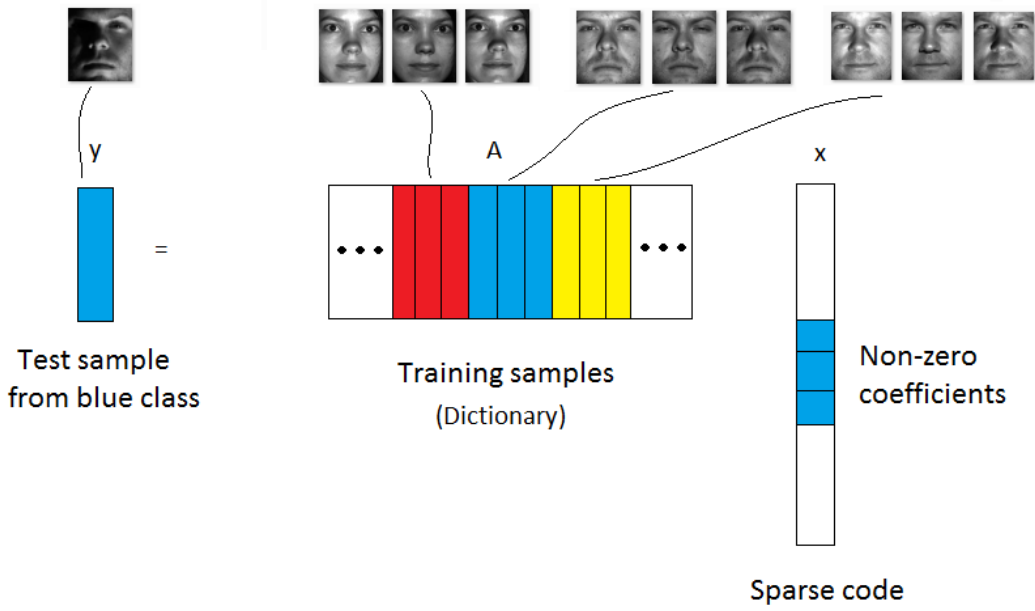 y
A
x
=
• • •
• • •
Test sample
from blue class
Training samples
(Dictionary)
Non-zero
coefficients
Sparse code